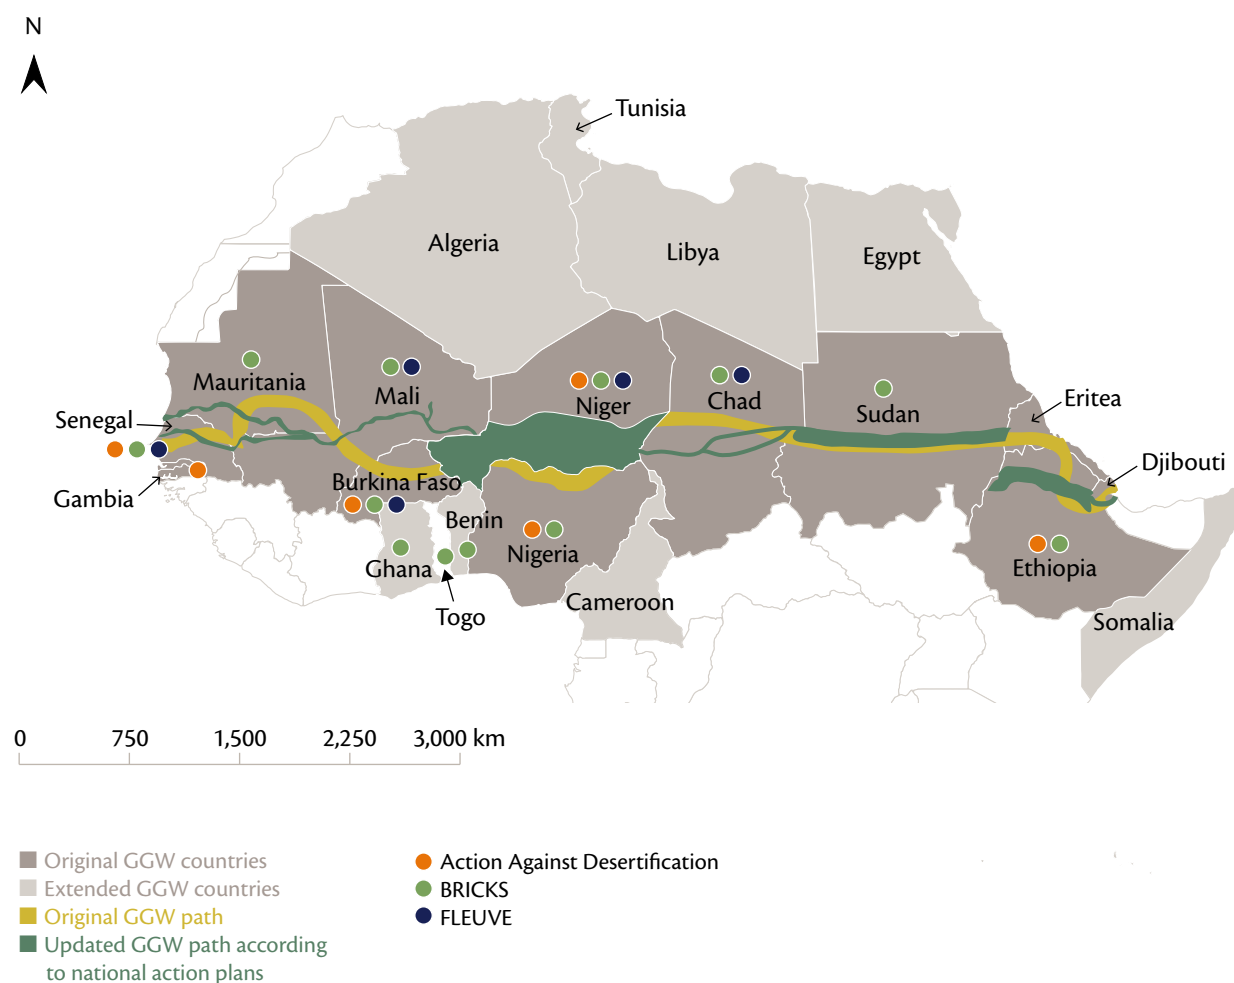 N
Tunisia
Algeria
Libya
Egypt
Mauritania
Mali
Niger
Chad
Sudan
Eritea
Senegal
Djibouti
Gambia
Burkina Faso
Benin
Nigeria
Ghana
Ethiopia
Togo
Cameroon
Somalia
0 750 1,500 2,250 3,000 km
Original GGW countries
Extended GGW countries
Original GGW path
Updated GGW path according
to national action plans
Action Against Desertification
BRICKS
FLEUVE